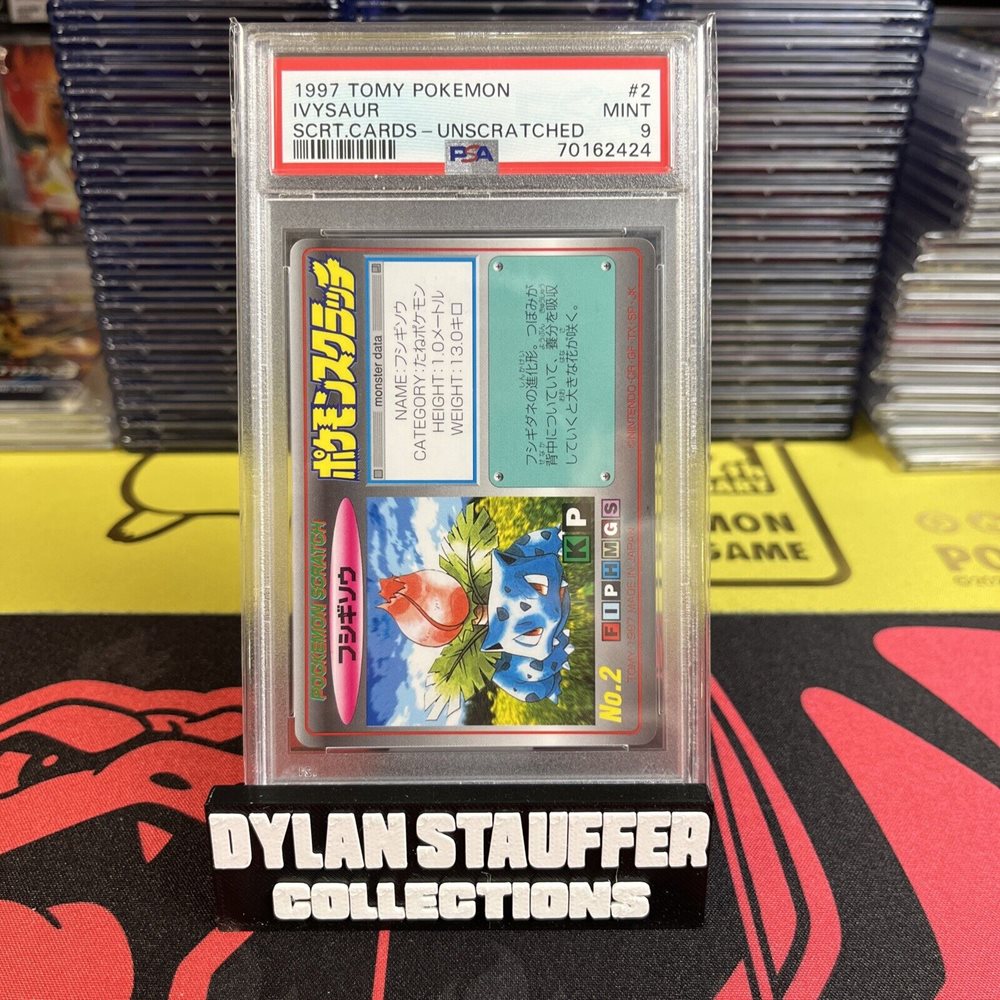 1997 TOMY POKEMON #2
IVYSAUR MINT
SCRT.CARDS – UNSCRATCHED 9
PSA 70162424
ポケモンスクラッチ
POCKEMON SCRATCH
フシギソウ
monster data
NAME:フシギソウ
CATEGORY:たねポケモン
HEIGHT:1.0メートル
WEIGHT:13.0キロ
フシギダネの進化形。つぼみが
背中についていて、養分を吸収
していくと大きな花が咲く。
KP
No.2 FIPHMGS
MON
GAME
PO
DYLAN STAUFFER
COLLECTIONS